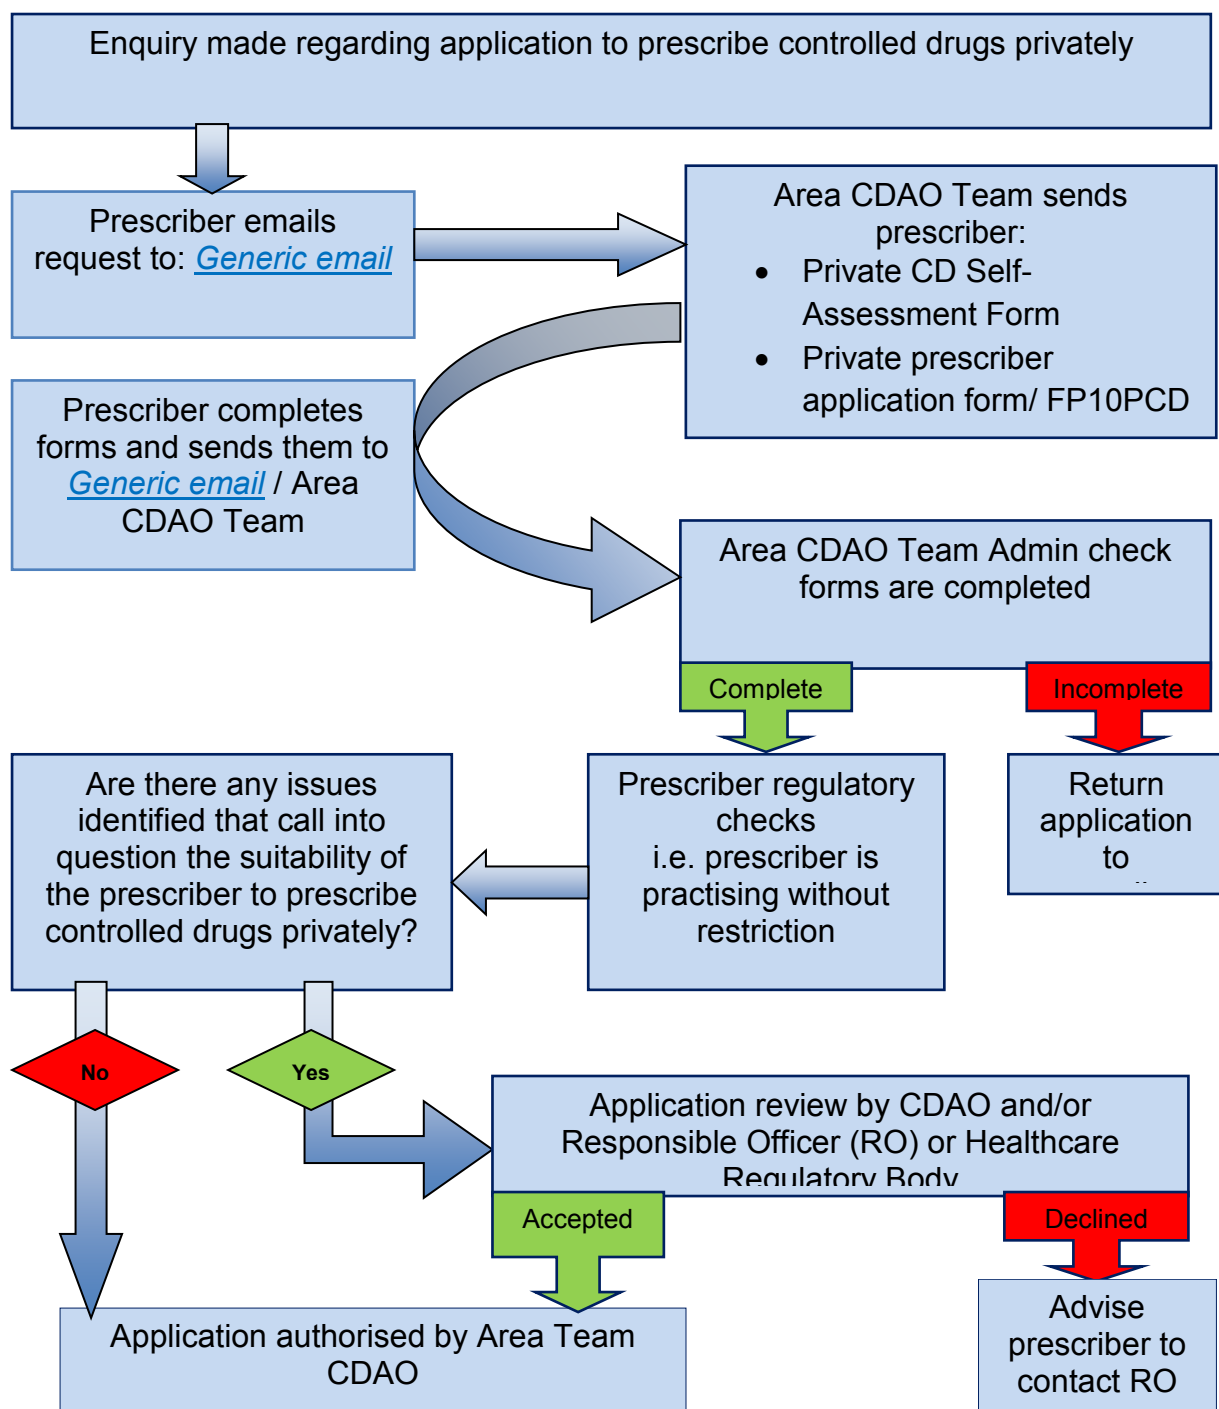 Enquiry made regarding application to prescribe controlled drugs privately
Prescriber emails
request to: Generic email
Area CDAO Team sends
prescriber:
• Private CD Self-
Assessment Form
• Private prescriber
application form/ FP10PCD
Prescriber completes
forms and sends them to
Generic email / Area
CDAO Team
Area CDAO Team Admin check
forms are completed
Complete
Incomplete
Are there any issues
identified that call into
question the suitability of
the prescriber to prescribe
controlled drugs privately?
Prescriber regulatory
checks
i.e. prescriber is
practising without
restriction
Return
application
to
No
Yes
Application review by CDAO and/or
Responsible Officer (RO) or Healthcare
Regulatory Body
Accepted
Declined
Application authorised by Area Team
CDAO
Advise
prescriber to
contact RO